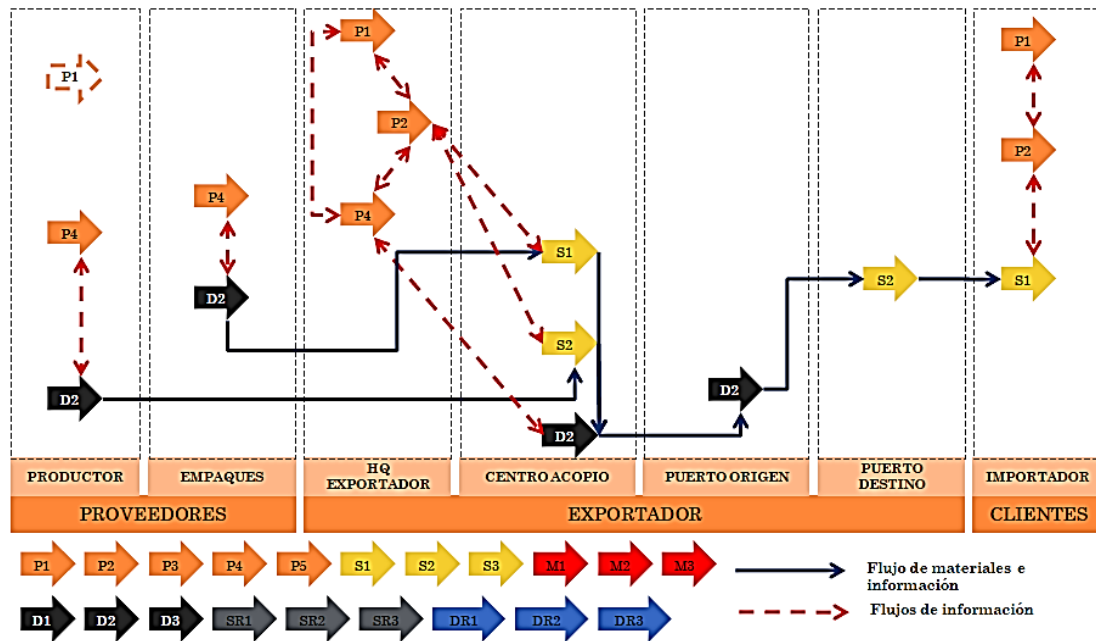 P1
P1
P1
P2
P2
P4
P4
P4
S1
D2
S2
S1
S2
D2
D2
D2
PRODUCTOR
EMPAQUES
HQ
EXPORTADOR
CENTRO ACOPIO
PUERTO ORIGEN
PUERTO
DESTINO
IMPORTADOR
PROVEEDORES
EXPORTADOR
CLIENTES
P1 P2 P3 P4 P5 S1 S2 S3 M1 M2 M3
Flujo de materiales e
información
D1 D2 D3 SR1 SR2 SR3 DR1 DR2 DR3
Flujos de información